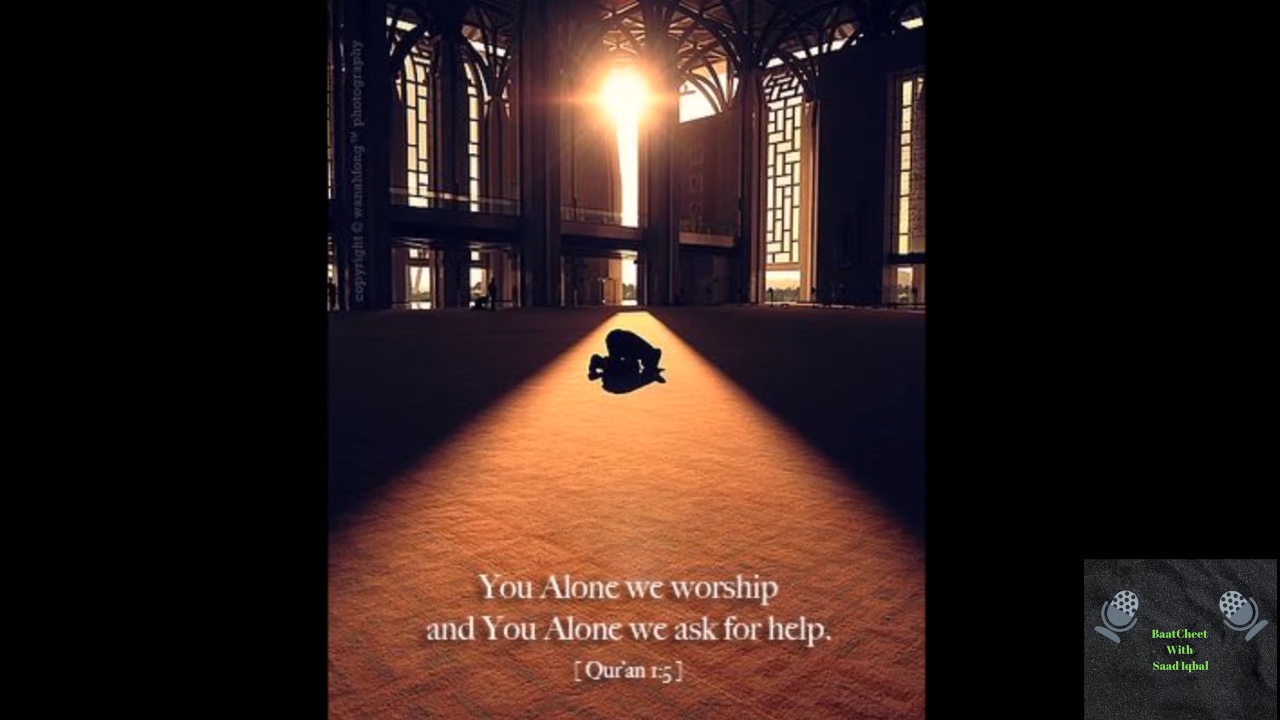 copyright © wanahlong™ photography
You Alone we worship
and You Alone we ask for help.
[ Qur'an 1:5 ]
BaatCheet
With
Saad Iqbal